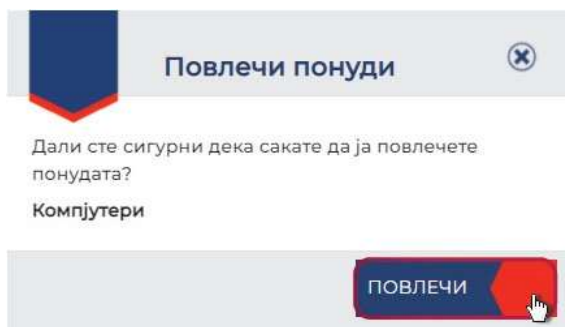 Повлечи понуди
Дали сте сигурни дека сакате да ја повлечете
понудата?
Компјутери
ПОВЛЕЧИ